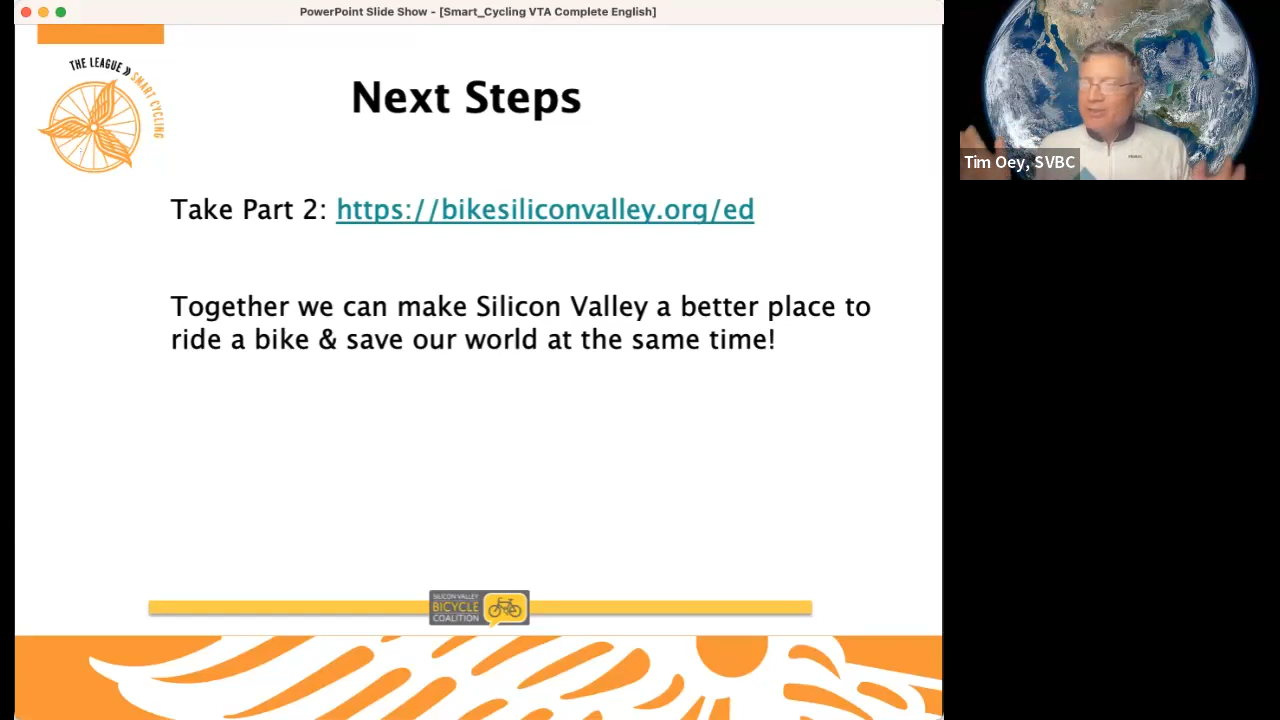 PowerPoint Slide Show - [Smart_Cycling VTA Complete English]
THE LEAGUE
SMART CYCLING
Next Steps
Tim Oey, SVBC
Take Part 2: https://bikesiliconvalley.org/ed
Together we can make Silicon Valley a better place to
ride a bike & save our world at the same time!
SILICON VALLEY
BICYCLE
COALITION